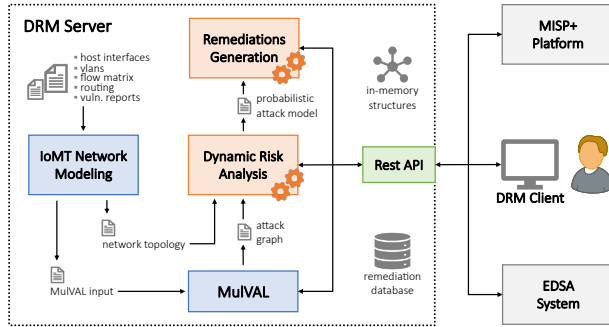 DRM Server
• host interfaces
• vlans
• flow matrix
• routing
• vuln. reports
Remediations
Generation
in-memory
structures
MISP+
Platform
probabilistic
attack model
IoMT Network
Modeling
Dynamic Risk
Analysis
Rest API
DRM Client
network topology
attack
graph
MulVAL input
MulVAL
remediation
database
EDSA
System